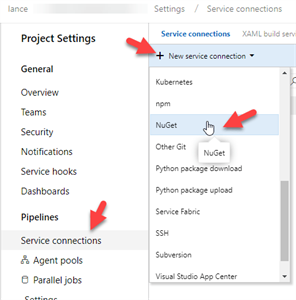 lance
Settings / Service connections
Project Settings
Service connections XAML build servi
+ New service connection
General
Overview
Teams
Security
Notifications
Service hooks
Dashboards
Pipelines
Service connections
Agent pools
Parallel jobs
Settings
Kubernetes
npm
NuGet
Other Git
NuGet
Python package download
Python package upload
Service Fabric
SSH
Subversion
Visual Studio App Center